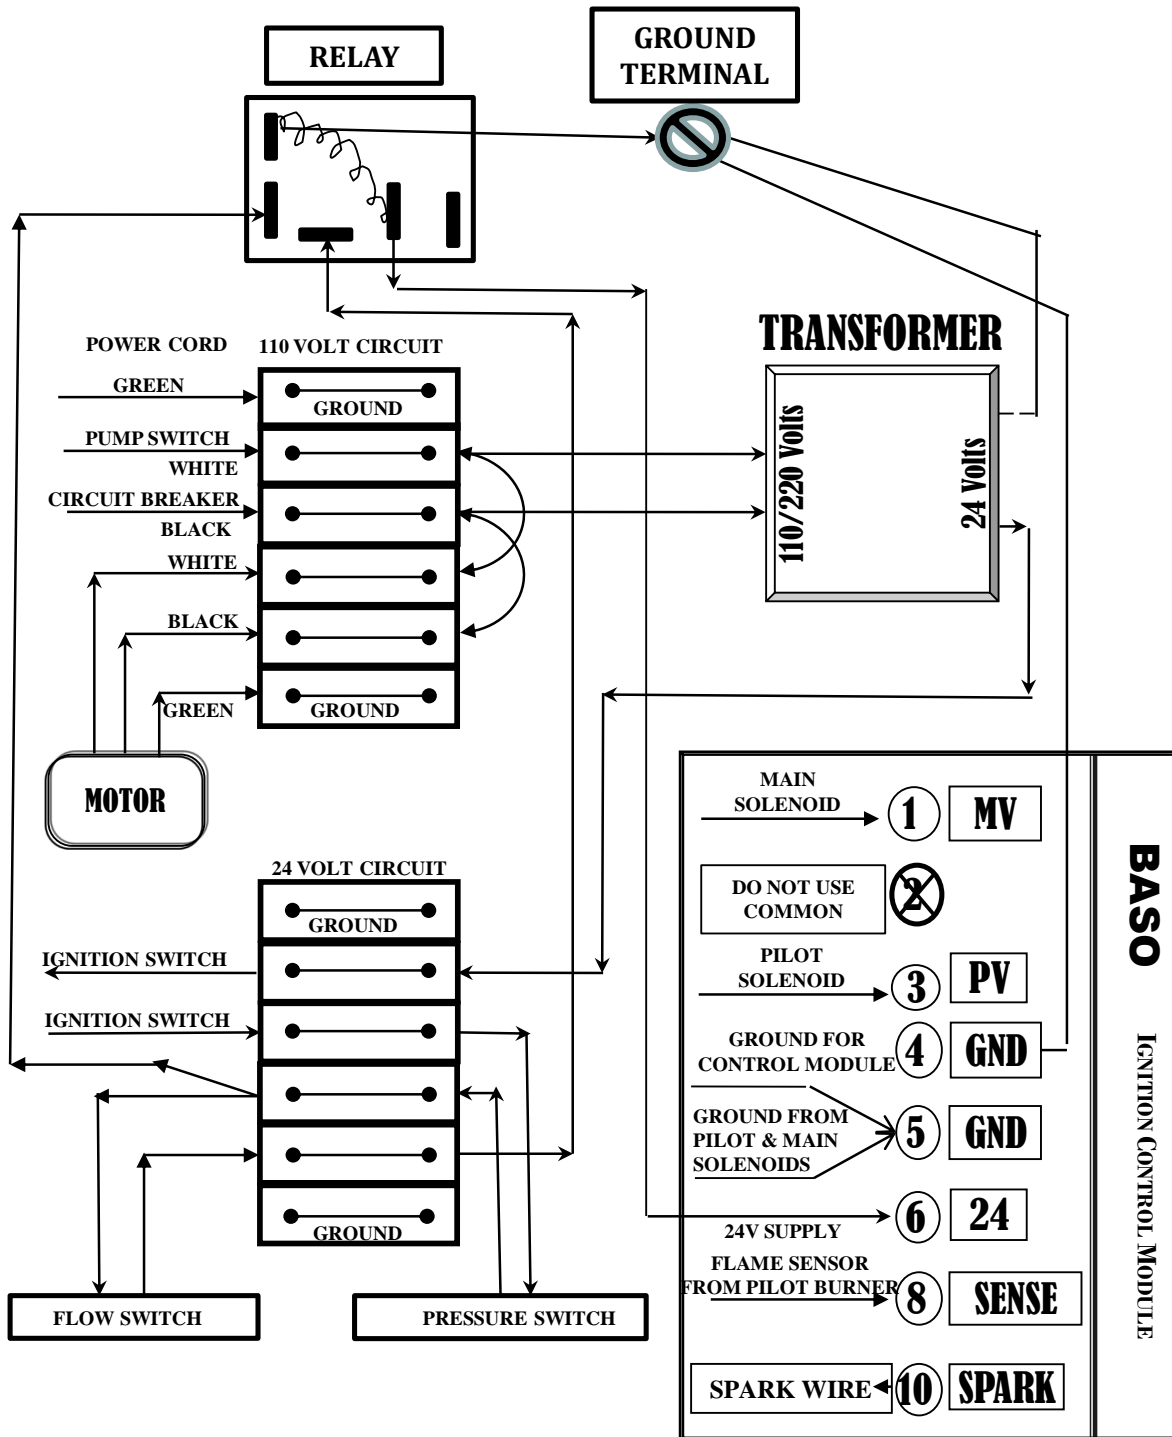 RELAY
GROUND
TERMINAL
POWER CORD
110 VOLT CIRCUIT
GREEN
GROUND
PUMP SWITCH
WHITE
CIRCUIT BREAKER
BLACK
WHITE
BLACK
GREEN
GROUND
MOTOR
TRANSFORMER
110/220 Volts
24 Volts
24 VOLT CIRCUIT
GROUND
IGNITION SWITCH
IGNITION SWITCH
GROUND
FLOW SWITCH
PRESSURE SWITCH
MAIN
SOLENOID
1
MV
DO NOT USE
COMMON
2
PILOT
SOLENOID
3
PV
GROUND FOR
CONTROL MODULE
4
GND
GROUND FROM
PILOT & MAIN
SOLENOIDS
5
GND
24V SUPPLY
6
24
FLAME SENSOR
FROM PILOT BURNER
8
SENSE
SPARK WIRE
10
SPARK
BASO
IGNITION CONTROL MODULE